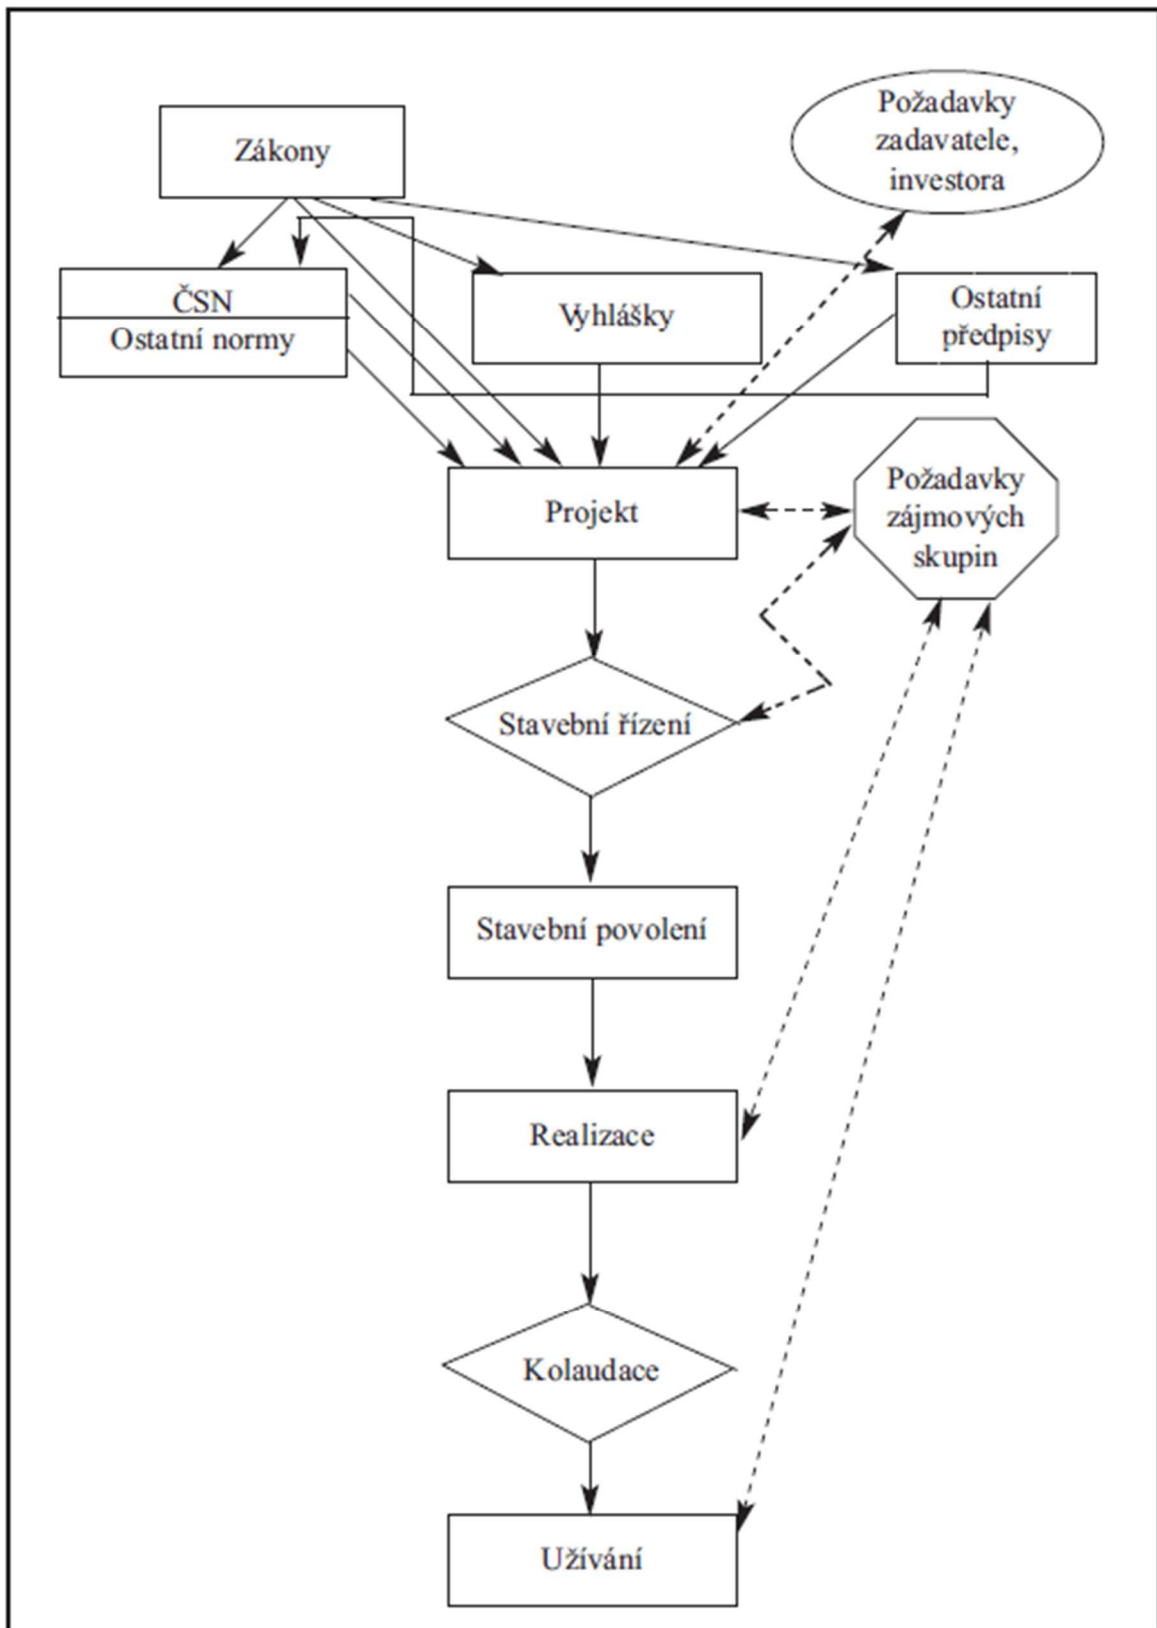 Požadavky
zadavatele,
investora
Zákony
ČSN
Ostatní normy
Vyhlášky
Ostatní
předpisy
Projekt
Požadavky
zájmových
skupin
Stavební řízení
Stavební povolení
Realizace
Kolaudace
Užívání